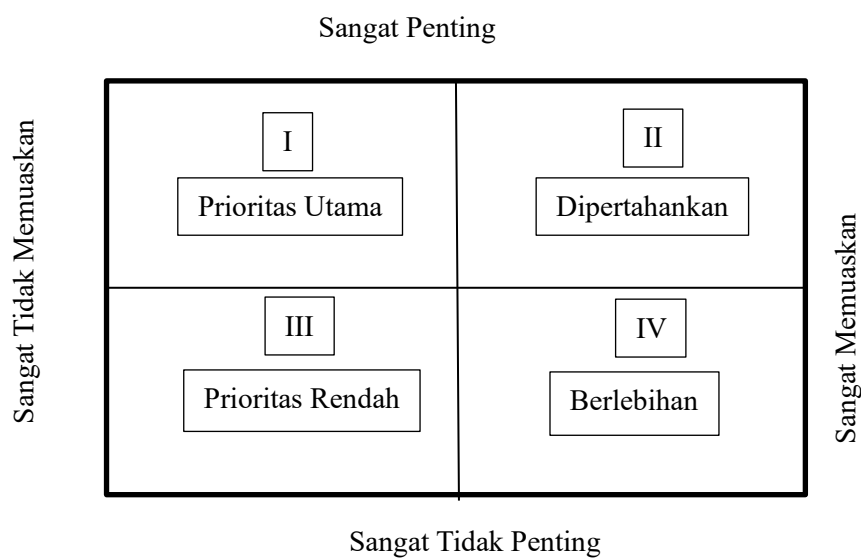 Sangat Penting
Sangat Tidak Memuaskan
I
Prioritas Utama
II
Dipertahankan
III
Prioritas Rendah
IV
Berlebihan
Sangat Memuaskan
Sangat Tidak Penting